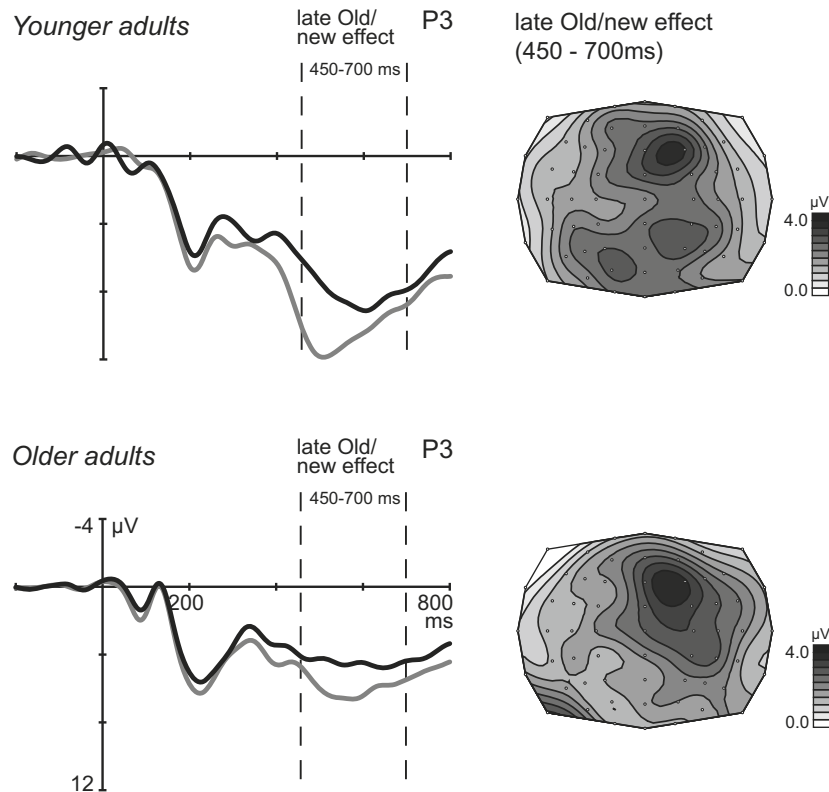 Younger adults
late Old/
new effect
P3
450-700 ms
late Old/new effect
(450 - 700ms)
µV
4.0
0.0
Older adults
late Old/
new effect
P3
450-700 ms
-4
µV
200
800
ms
12
µV
4.0
0.0